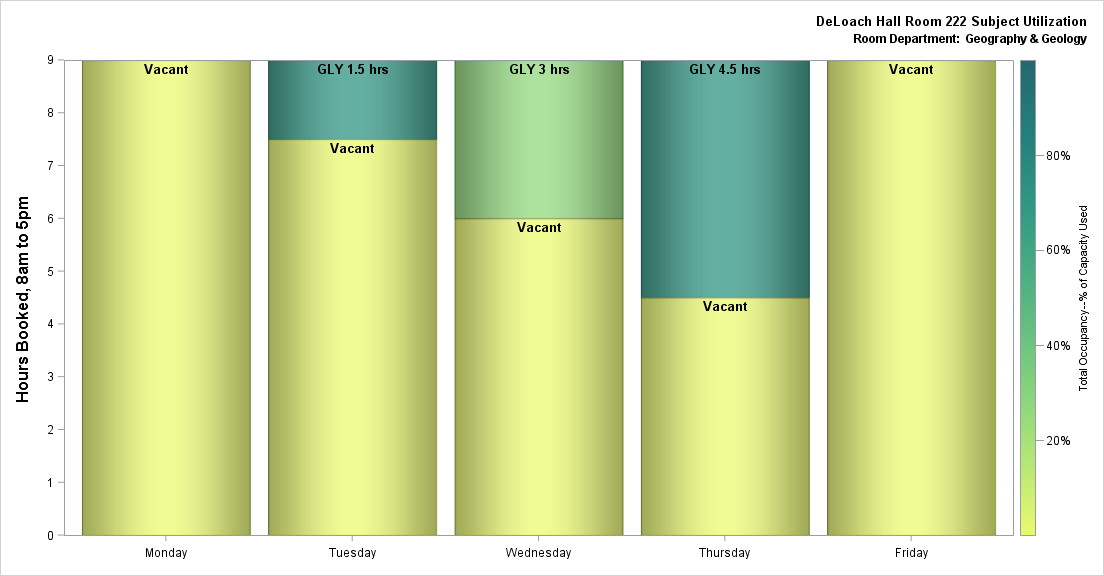 DeLoach Hall Room 222 Subject Utilization
Room Department:  Geography & Geology
Hours Booked, 8am to 5pm
9
8
7
6
5
4
3
2
1
0
Vacant
GLY 1.5 hrs
Vacant
GLY 3 hrs
Vacant
GLY 4.5 hrs
Vacant
Vacant
Monday
Tuesday
Wednesday
Thursday
Friday
80%
60%
40%
20%
Total Occupancy--% of Capacity Used